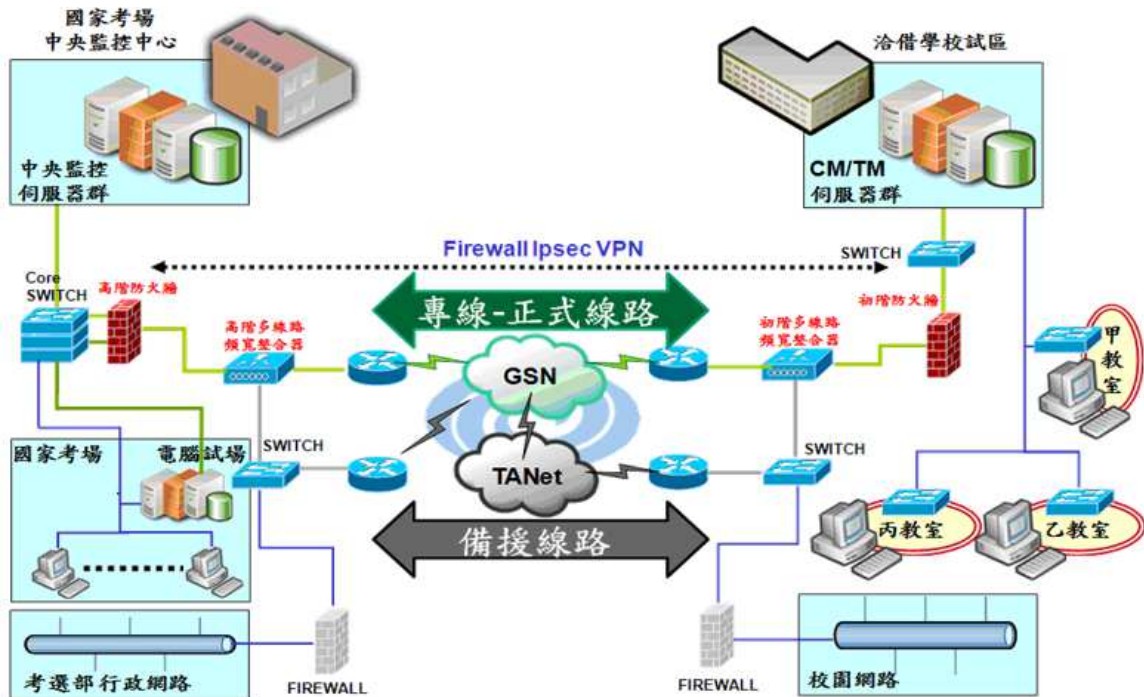 國家考場
中央監控中心
洽借學校試區
中央監控
伺服器群
CM/TM
伺服器群
Firewall Ipsec VPN
SWITCH
Core
SWITCH
高階防火牆
專線-正式線路
初階防火牆
高階多線路
頻寬整合器
初階多線路
頻寬整合器
甲教室
GSN
SWITCH
SWITCH
國家考場
電腦試場
TANet
備援線路
丙教室
乙教室
考選部行政網路
FIREWALL
FIREWALL
校園網路